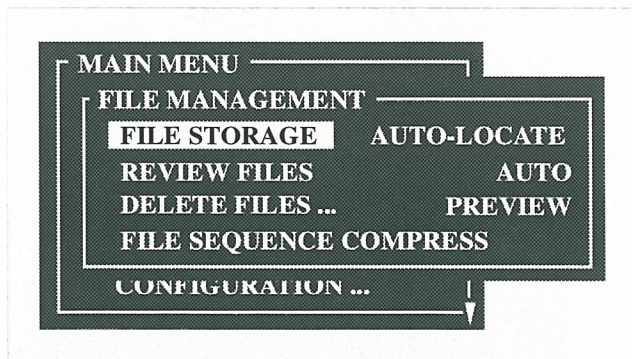 MAIN MENU
FILE MANAGEMENT
FILE STORAGE AUTO-LOCATE
REVIEW FILES AUTO
DELETE FILES ... PREVIEW
FILE SEQUENCE COMPRESS
CONFIGURATION ...